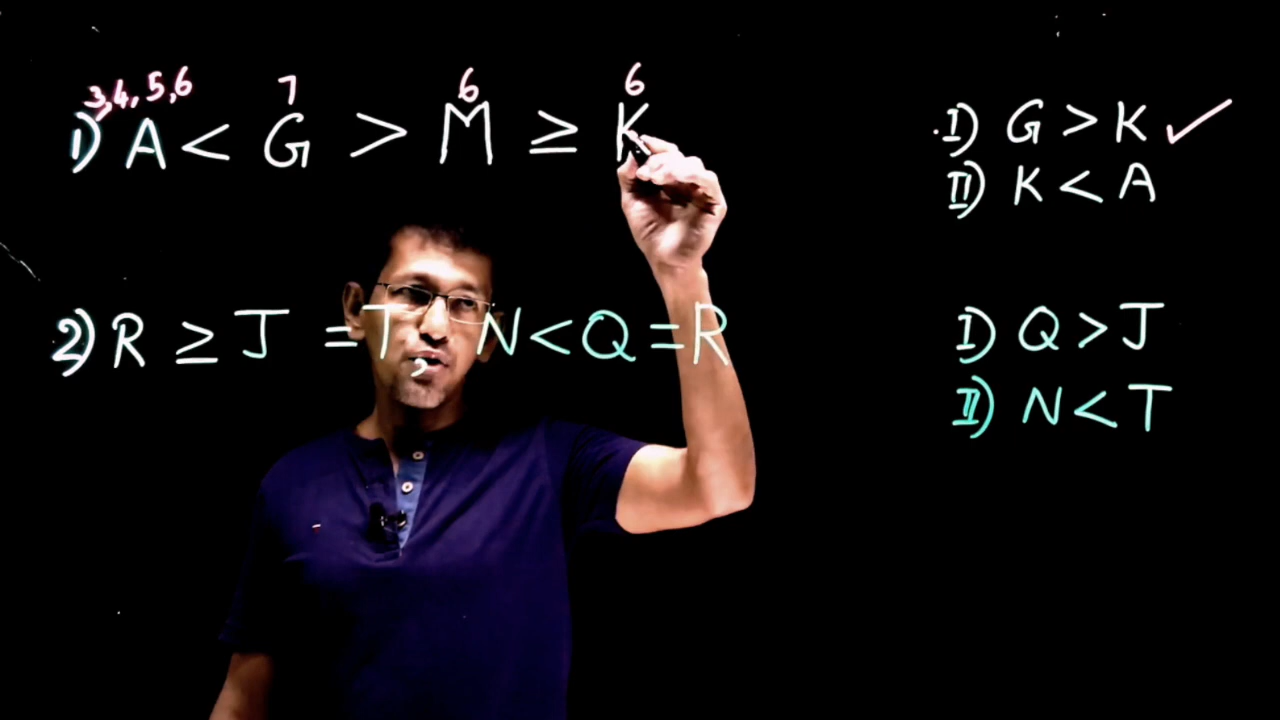 3,4,5,6 7 6 6
1) A < G > M ≥ K
I) G > K ✓
II) K < A
2) R ≥ J = T, N < Q = R
I) Q > J
II) N < T